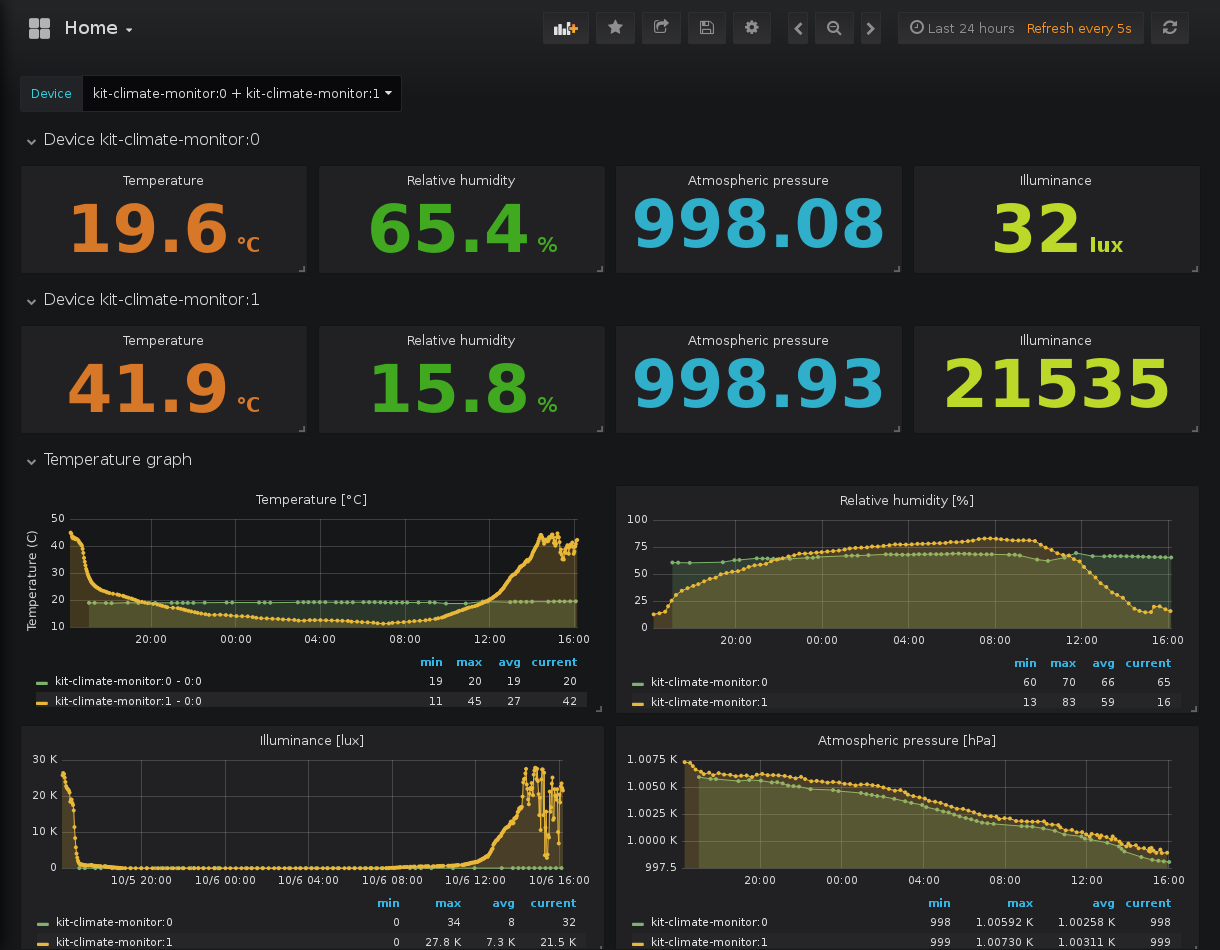 Home
Last 24 hours Refresh every 5s
Device kit-climate-monitor:0 + kit-climate-monitor:1
Device kit-climate-monitor:0
Temperature Relative humidity Atmospheric pressure Illuminance
19.6 °C 65.4 % 998.08 32 lux
Device kit-climate-monitor:1
Temperature Relative humidity Atmospheric pressure Illuminance
41.9 °C 15.8 % 998.93 21535
Temperature graph
Temperature [°C]
Temperature (C)
50
40
30
20
10
20:00 00:00 04:00 08:00 12:00 16:00
min max avg current
kit-climate-monitor:0 - 0:0 19 20 19 20
kit-climate-monitor:1 - 0:0 11 45 27 42
Relative humidity [%]
100
75
50
25
0
20:00 00:00 04:00 08:00 12:00 16:00
min max avg current
kit-climate-monitor:0 60 70 66 65
kit-climate-monitor:1 13 83 59 16
Illuminance [lux]
30 K
20 K
10 K
0
10/5 20:00 10/6 00:00 10/6 04:00 10/6 08:00 10/6 12:00 10/6 16:00
min max avg current
kit-climate-monitor:0 0 34 8 32
kit-climate-monitor:1 0 27.8 K 7.3 K 21.5 K
Atmospheric pressure [hPa]
1.0075 K
1.0050 K
1.0025 K
1.0000 K
997.5
20:00 00:00 04:00 08:00 12:00 16:00
min max avg current
kit-climate-monitor:0 998 1.00592 K 1.00258 K 998
kit-climate-monitor:1 999 1.00730 K 1.00311 K 999